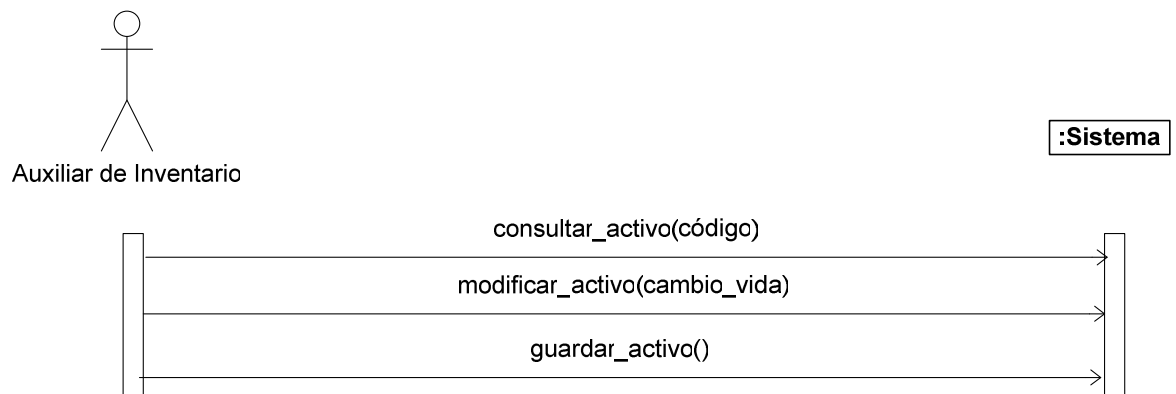 :Sistema
Auxiliar de Inventario
consultar_activo(código)
modificar_activo(cambio_vida)
guardar_activo()